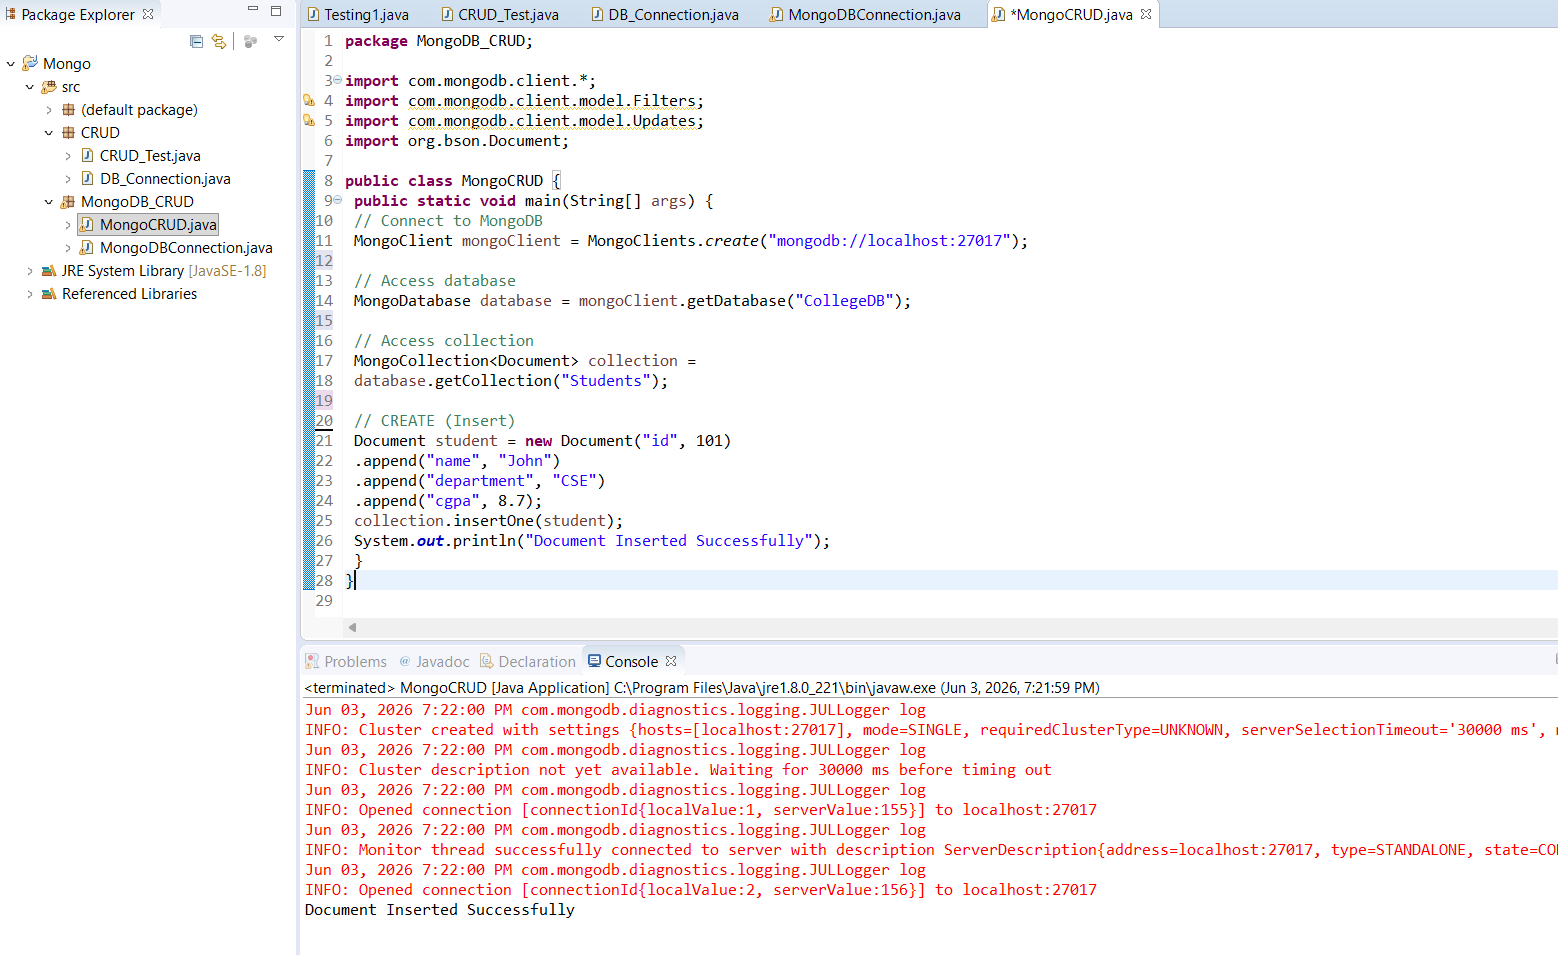 Package Explorer
Mongo
src
(default package)
CRUD
CRUD_Test.java
DB_Connection.java
MongoDB_CRUD
MongoCRUD.java
MongoDBConnection.java
JRE System Library [JavaSE-1.8]
Referenced Libraries
Testing1.java CRUD_Test.java DB_Connection.java MongoDBConnection.java *MongoCRUD.java
1 package MongoDB_CRUD;
2
3 import com.mongodb.client.*;
4 import com.mongodb.client.model.Filters;
5 import com.mongodb.client.model.Updates;
6 import org.bson.Document;
7
8 public class MongoCRUD {
9 public static void main(String[] args) {
10 // Connect to MongoDB
11 MongoClient mongoClient = MongoClients.create("mongodb://localhost:27017");
12
13 // Access database
14 MongoDatabase database = mongoClient.getDatabase("CollegeDB");
15
16 // Access collection
17 MongoCollection<Document> collection =
18 database.getCollection("Students");
19
20 // CREATE (Insert)
21 Document student = new Document("id", 101)
22 .append("name", "John")
23 .append("department", "CSE")
24 .append("cgpa", 8.7);
25 collection.insertOne(student);
26 System.out.println("Document Inserted Successfully");
27 }
28 }
29
Problems @ Javadoc Declaration Console
<terminated> MongoCRUD [Java Application] C:\Program Files\Java\jre1.8.0_221\bin\javaw.exe (Jun 3, 2026, 7:21:59 PM)
Jun 03, 2026 7:22:00 PM com.mongodb.diagnostics.logging.JULLogger log
INFO: Cluster created with settings {hosts=[localhost:27017], mode=SINGLE, requiredClusterType=UNKNOWN, serverSelectionTimeout='30000 ms',
Jun 03, 2026 7:22:00 PM com.mongodb.diagnostics.logging.JULLogger log
INFO: Cluster description not yet available. Waiting for 30000 ms before timing out
Jun 03, 2026 7:22:00 PM com.mongodb.diagnostics.logging.JULLogger log
INFO: Opened connection [connectionId{localValue:1, serverValue:155}] to localhost:27017
Jun 03, 2026 7:22:00 PM com.mongodb.diagnostics.logging.JULLogger log
INFO: Monitor thread successfully connected to server with description ServerDescription{address=localhost:27017, type=STANDALONE, state=CO
Jun 03, 2026 7:22:00 PM com.mongodb.diagnostics.logging.JULLogger log
INFO: Opened connection [connectionId{localValue:2, serverValue:156}] to localhost:27017
Document Inserted Successfully